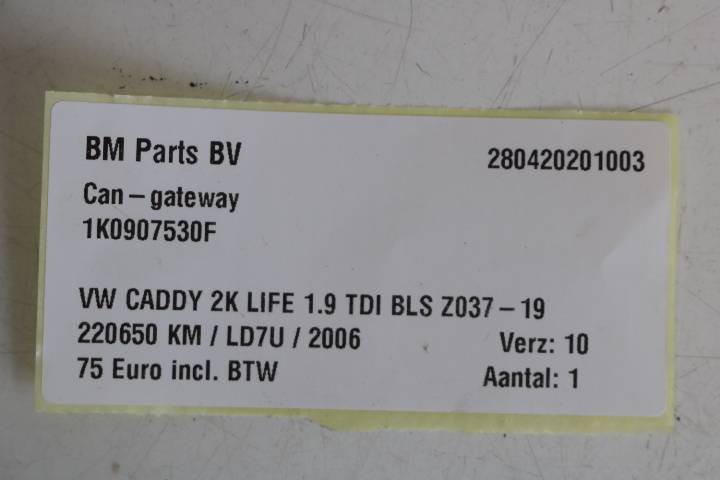 BM Parts BV 280420201003
Can-gateway
1K0907530F
VW CADDY 2K LIFE 1.9 TDI BLS Z037-19
220650 KM / LD7U / 2006 Verz: 10
75 Euro incl. BTW Aantal: 1